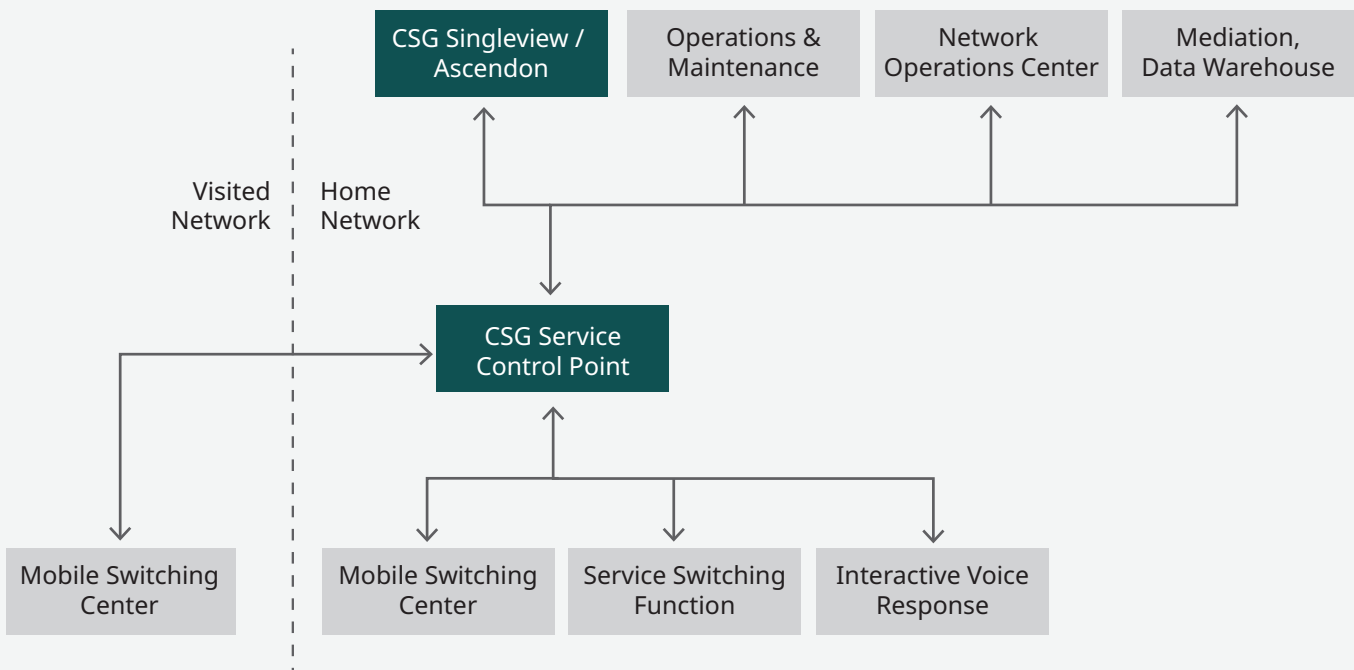 CSG Singleview /
Ascendon
Operations &
Maintenance
Network
Operations Center
Mediation,
Data Warehouse
Visited
Network
Home
Network
CSG Service
Control Point
Mobile Switching
Center
Mobile Switching
Center
Service Switching
Function
Interactive Voice
Response